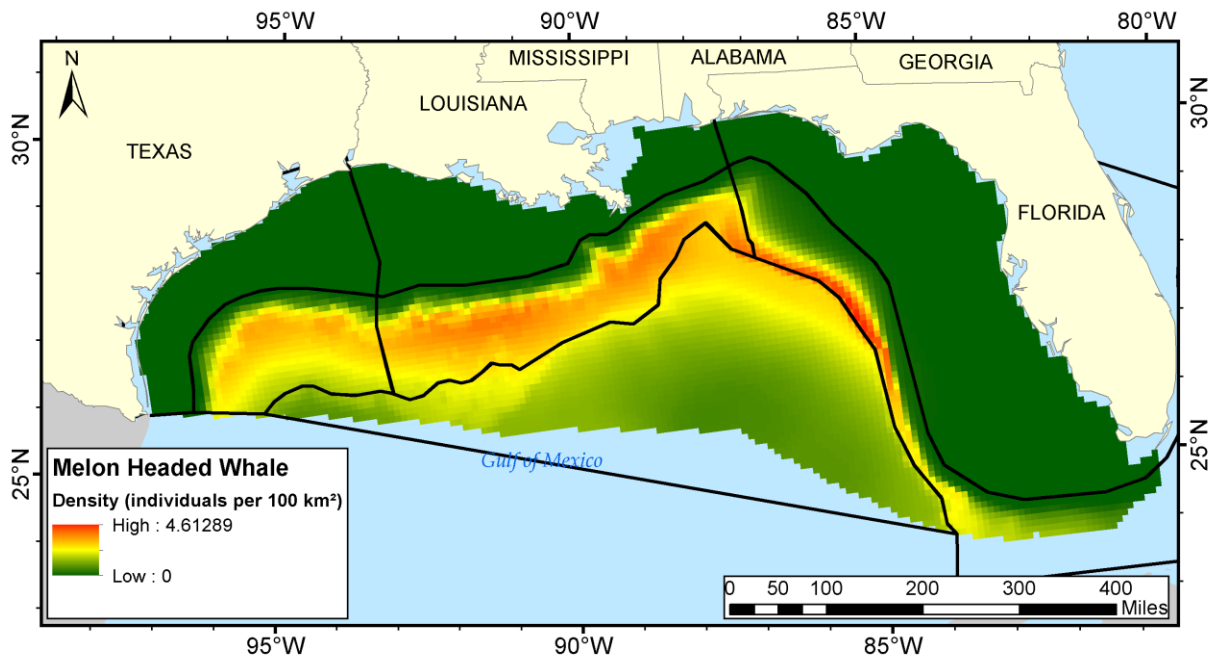 95°W 90°W 85°W 80°W
N
MISSISSIPPI ALABAMA GEORGIA
LOUISIANA
TEXAS
30°N 30°N
FLORIDA
25°N 25°N
Gulf of Mexico
Melon Headed Whale
Density (individuals per 100 km²)
High : 4.61289
Low : 0
0 50 100 200 300 400
Miles
95°W 90°W 85°W